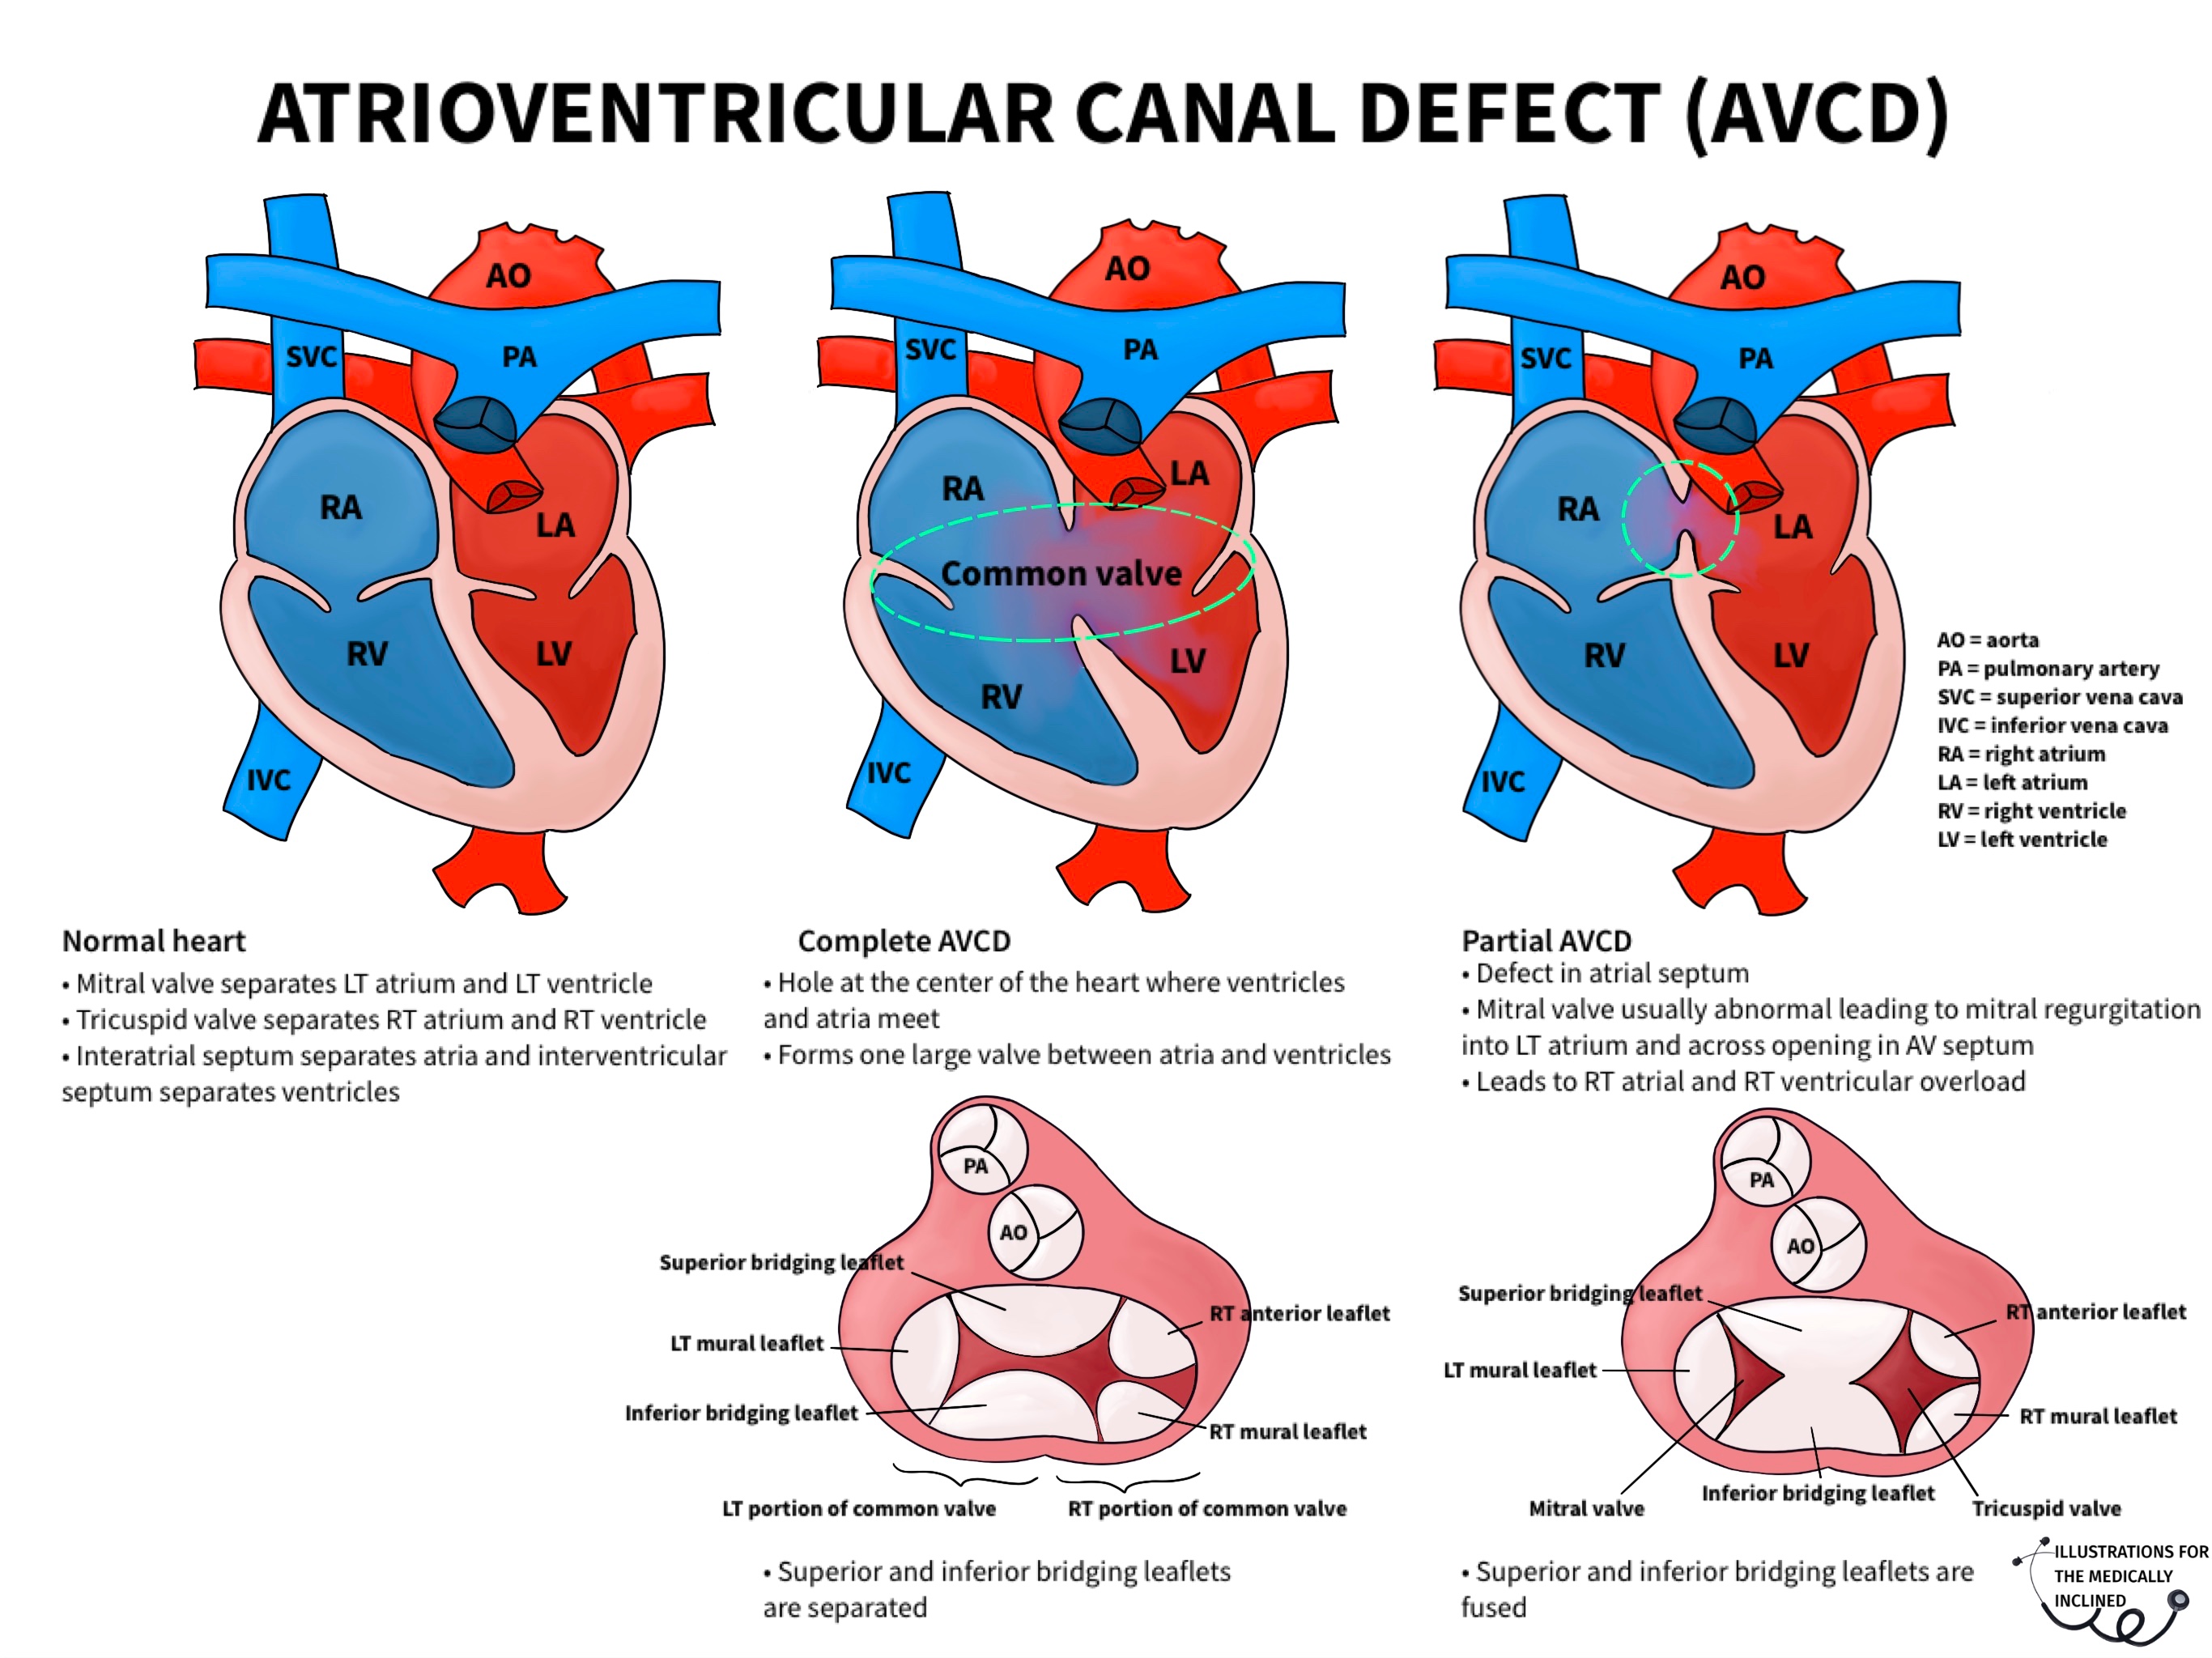 ATRIOVENTRICULAR CANAL DEFECT (AVCD)
AO
SVC
PA
RA
LA
RV
LV
IVC
AO
SVC
PA
RA
LA
Common valve
RV
LV
IVC
AO
SVC
PA
RA
LA
RV
LV
IVC
AO = aorta
PA = pulmonary artery
SVC = superior vena cava
IVC = inferior vena cava
RA = right atrium
LA = left atrium
RV = right ventricle
LV = left ventricle
Normal heart
• Mitral valve separates LT atrium and LT ventricle
• Tricuspid valve separates RT atrium and RT ventricle
• Interatrial septum separates atria and interventricular
septum separates ventricles
Complete AVCD
• Hole at the center of the heart where ventricles
and atria meet
• Forms one large valve between atria and ventricles
Partial AVCD
• Defect in atrial septum
• Mitral valve usually abnormal leading to mitral regurgitation
into LT atrium and across opening in AV septum
• Leads to RT atrial and RT ventricular overload
PA
AO
Superior bridging leaflet
RT anterior leaflet
LT mural leaflet
Inferior bridging leaflet
RT mural leaflet
LT portion of common valve
RT portion of common valve
• Superior and inferior bridging leaflets
are separated
PA
AO
Superior bridging leaflet
RT anterior leaflet
LT mural leaflet
RT mural leaflet
Inferior bridging leaflet
Mitral valve
Tricuspid valve
• Superior and inferior bridging leaflets are
fused
ILLUSTRATIONS FOR
THE MEDICALLY
INCLINED